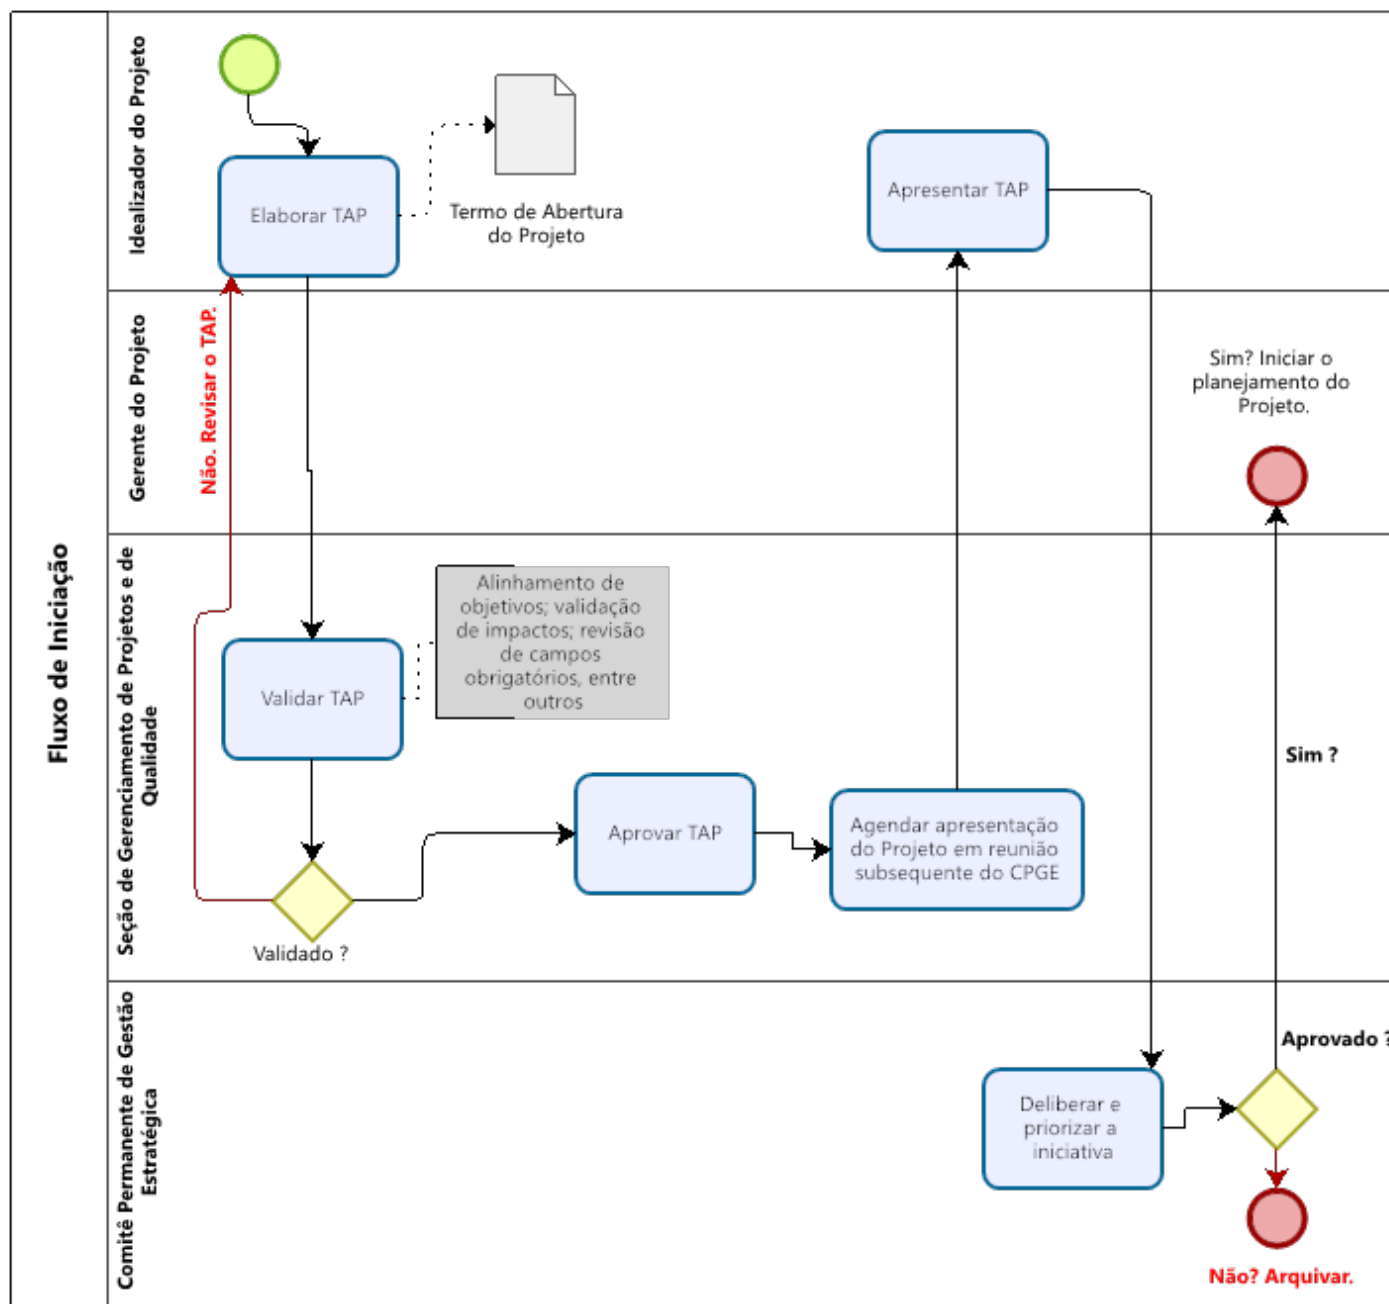 Fluxo de Iniciação
Idealizador do Projeto
Elaborar TAP
Termo de Abertura
do Projeto
Apresentar TAP
Gerente do Projeto
Não. Revisar o TAP.
Sim? Iniciar o
planejamento do
Projeto.
Seção de Gerenciamento de Projetos e de
Qualidade
Alinhamento de
objetivos; validação
de impactos; revisão
de campos
obrigatórios, entre
outros
Validar TAP
Validado ?
Aprovar TAP
Agendar apresentação
do Projeto em reunião
subsequente do CPGE
Sim ?
Comitê Permanente de Gestão
Estratégica
Deliberar e
priorizar a
iniciativa
Aprovado ?
Não? Arquivar.